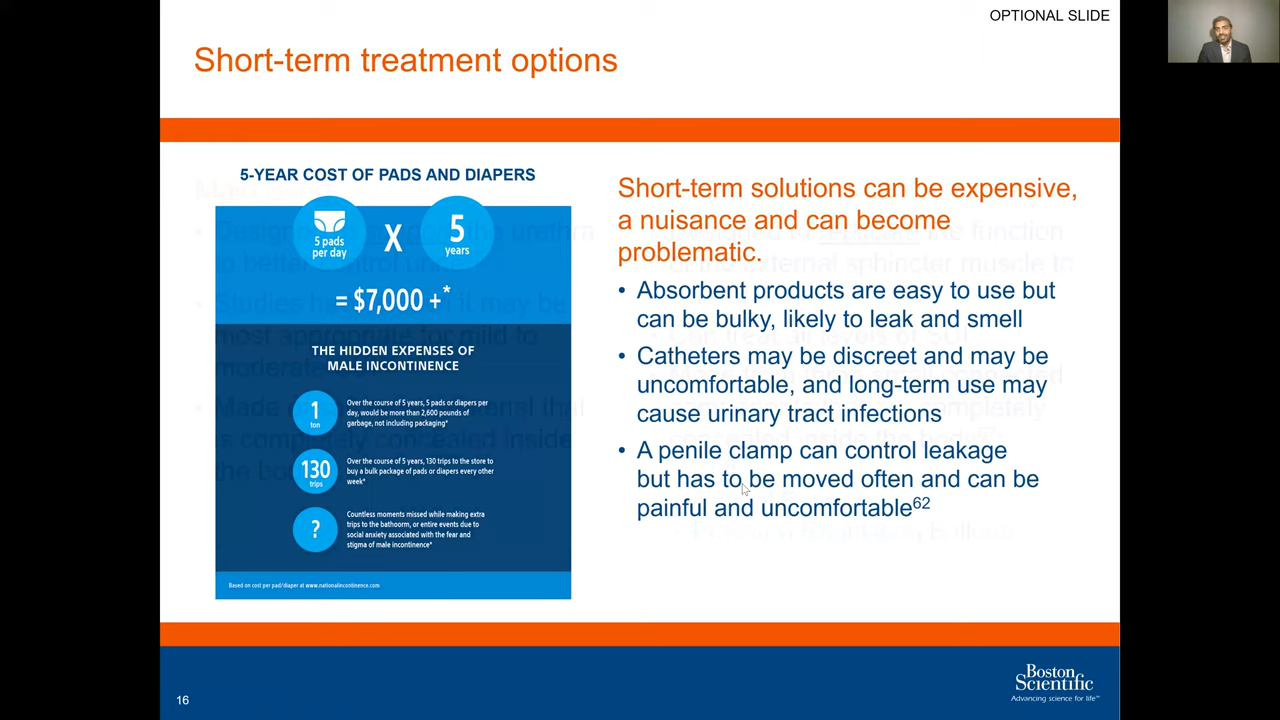 OPTIONAL SLIDE
Short-term treatment options
5-YEAR COST OF PADS AND DIAPERS
5 pads
per day
X
5
years
= $7,000 +*
THE HIDDEN EXPENSES OF
MALE INCONTINENCE
1
ton
Over the course of 5 years, 5 pads or diapers per
day, would be more than 2,600 pounds of
garbage, not including packaging*
130
trips
Over the course of 5 years, 130 trips to the store to
buy a bulk package of pads or diapers every other
week*
?
Countless moments missed while making extra
trips to the bathoorm, or entire events due to
social anxiety associated with the fear and
stigma of male incontinence*
Based on cost per pad/diaper at www.nationalincontinence.com
Short-term solutions can be expensive,
a nuisance and can become
problematic.
• Absorbent products are easy to use but
can be bulky, likely to leak and smell
• Catheters may be discreet and may be
uncomfortable, and long-term use may
cause urinary tract infections
• A penile clamp can control leakage
but has to be moved often and can be
painful and uncomfortable62
16
Boston
Scientific
Advancing science for life™